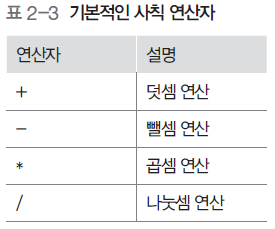 표 2-3 기본적인 사칙 연산자
연산자 설명
+ 덧셈 연산
- 뺄셈 연산
* 곱셈 연산
/ 나눗셈 연산